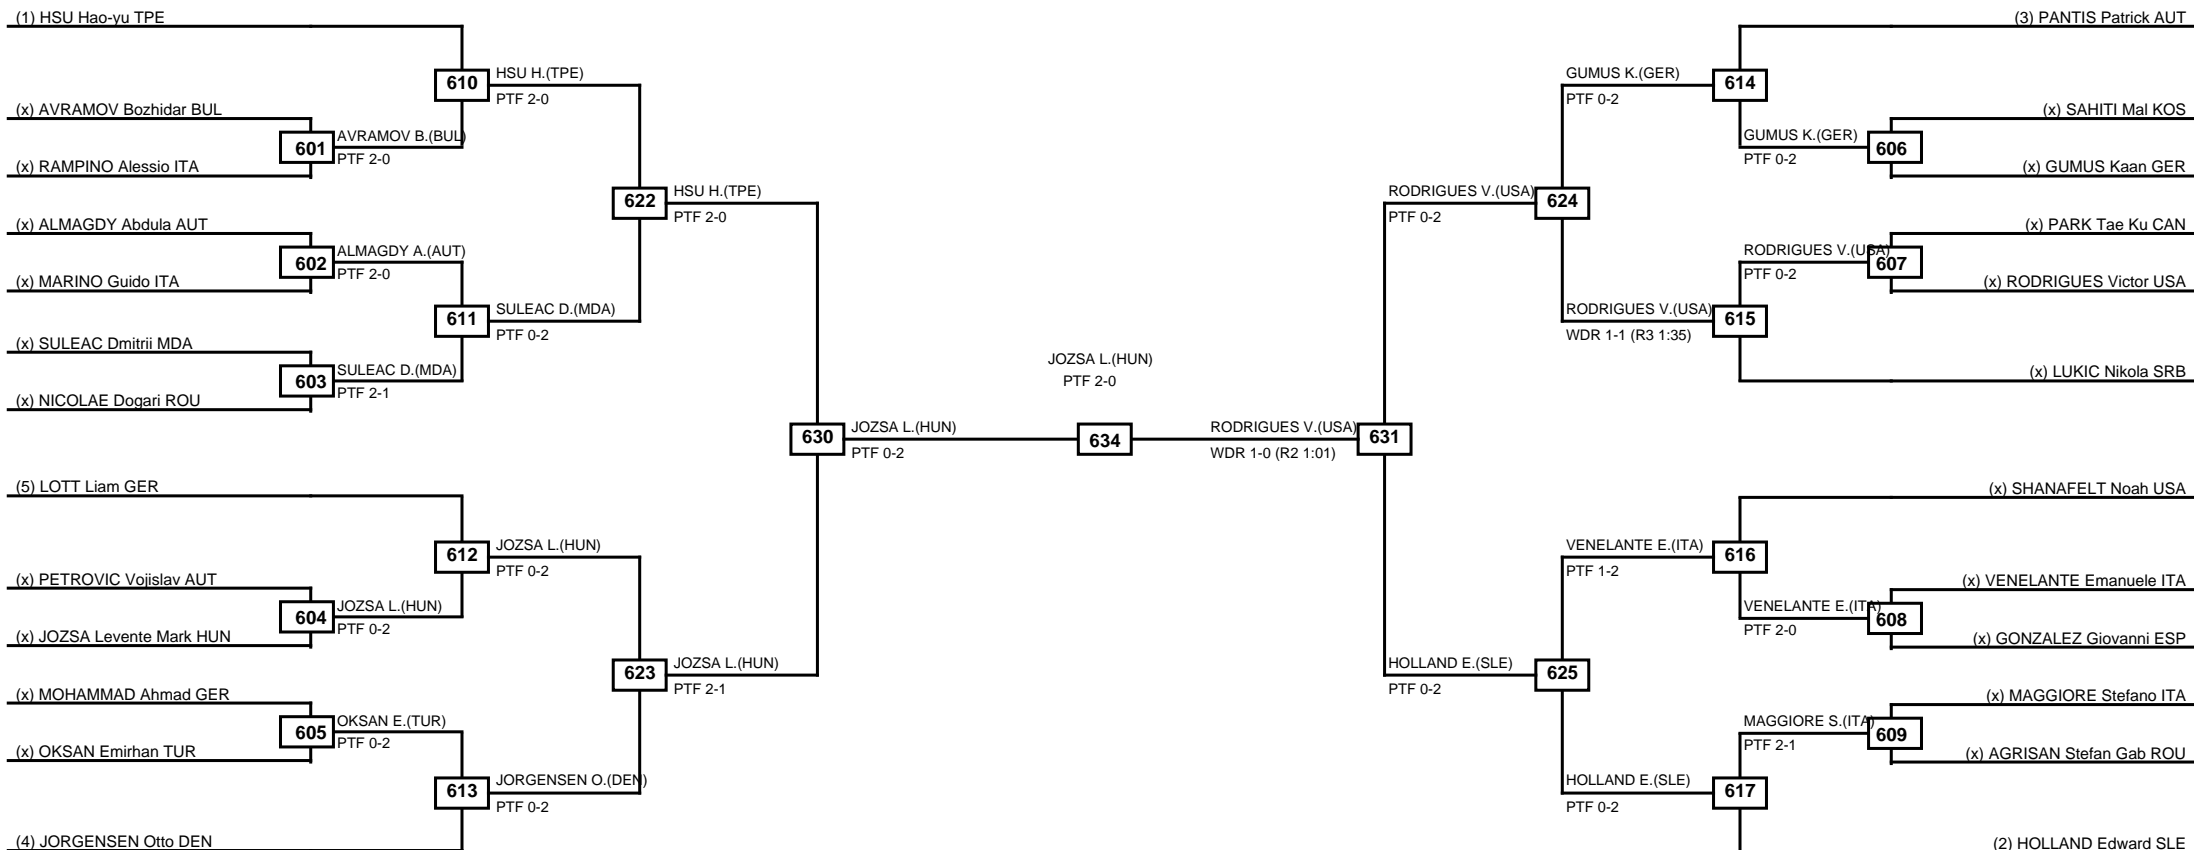 (1) HSU Hao-yu TPE
(x) AVRAMOV Bozhidar BUL
(x) RAMPINO Alessio ITA
(x) ALMAGDY Abdula AUT
(x) MARINO Guido ITA
(x) SULEAC Dmitrii MDA
(x) NICOLAE Dogari ROU
(5) LOTT Liam GER
(x) PETROVIC Vojislav AUT
(x) JOZSA Levente Mark HUN
(x) MOHAMMAD Ahmad GER
(x) OKSAN Emirhan TUR
(4) JORGENSEN Otto DEN
601
AVRAMOV B.(BUL)
PTF 2-0
602
ALMAGDY A.(AUT)
PTF 2-0
603
SULEAC D.(MDA)
PTF 2-1
604
JOZSA L.(HUN)
PTF 0-2
605
OKSAN E.(TUR)
PTF 0-2
610
HSU H.(TPE)
PTF 2-0
611
SULEAC D.(MDA)
PTF 0-2
612
JOZSA L.(HUN)
PTF 0-2
613
JORGENSEN O.(DEN)
PTF 0-2
622
HSU H.(TPE)
PTF 2-0
623
JOZSA L.(HUN)
PTF 2-1
630
JOZSA L.(HUN)
PTF 0-2
JOZSA L.(HUN)
PTF 2-0
634
RODRIGUES V.(USA)
WDR 1-0 (R2 1:01)
631
RODRIGUES V.(USA)
PTF 0-2
624
HOLLAND E.(SLE)
PTF 0-2
625
GUMUS K.(GER)
PTF 0-2
614
RODRIGUES V.(USA)
WDR 1-1 (R3 1:35)
615
VENELANTE E.(ITA)
PTF 1-2
616
HOLLAND E.(SLE)
PTF 0-2
617
GUMUS K.(GER)
PTF 0-2
606
RODRIGUES V.(USA)
PTF 0-2
607
VENELANTE E.(ITA)
PTF 2-0
608
MAGGIORE S.(ITA)
PTF 2-1
609
(3) PANTIS Patrick AUT
(x) SAHITI Mal KOS
(x) GUMUS Kaan GER
(x) PARK Tae Ku CAN
(x) RODRIGUES Victor USA
(x) LUKIC Nikola SRB
(x) SHANAFELT Noah USA
(x) VENELANTE Emanuele ITA
(x) GONZALEZ Giovanni ESP
(x) MAGGIORE Stefano ITA
(x) AGRISAN Stefan Gab ROU
(2) HOLLAND Edward SLE